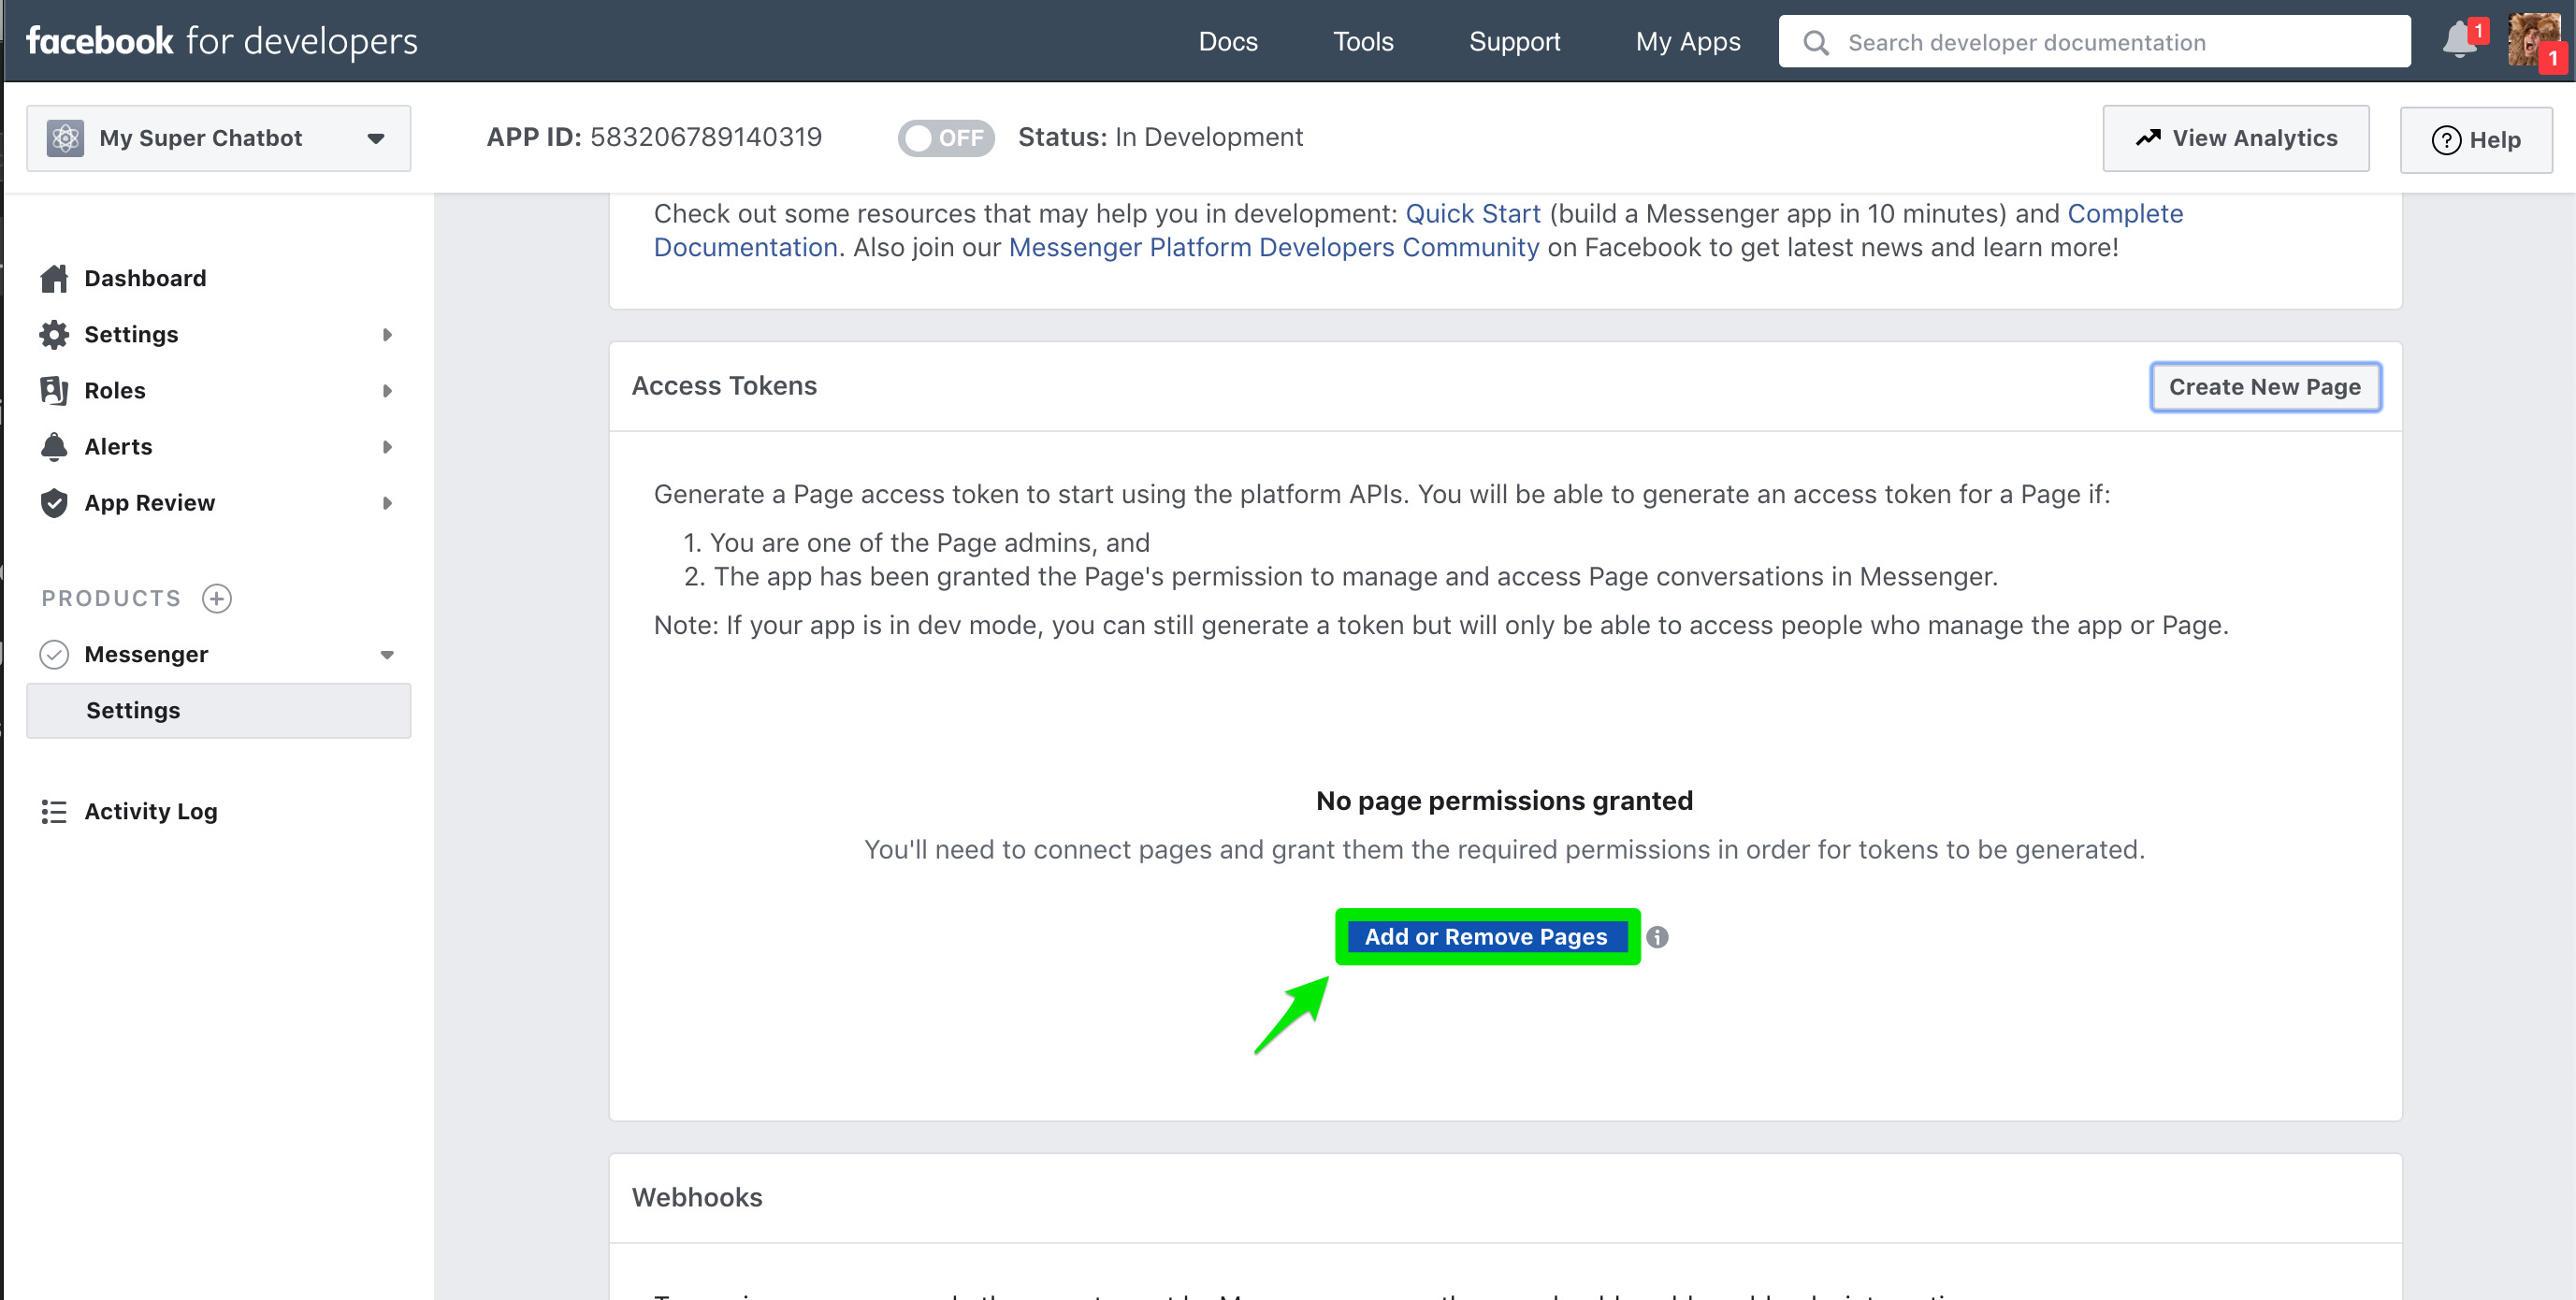 facebook for developers
Docs
Tools
Support
My Apps
Search developer documentation
1
1
My Super Chatbot
APP ID: 583206789140319
OFF
Status: In Development
View Analytics
Help
Dashboard
Settings
Roles
Alerts
App Review
PRODUCTS
Messenger
Settings
Activity Log
Check out some resources that may help you in development: Quick Start (build a Messenger app in 10 minutes) and Complete
Documentation. Also join our Messenger Platform Developers Community on Facebook to get latest news and learn more!
Access Tokens
Create New Page
Generate a Page access token to start using the platform APIs. You will be able to generate an access token for a Page if:
1. You are one of the Page admins, and
2. The app has been granted the Page's permission to manage and access Page conversations in Messenger.
Note: If your app is in dev mode, you can still generate a token but will only be able to access people who manage the app or Page.
No page permissions granted
You'll need to connect pages and grant them the required permissions in order for tokens to be generated.
Add or Remove Pages
Webhooks